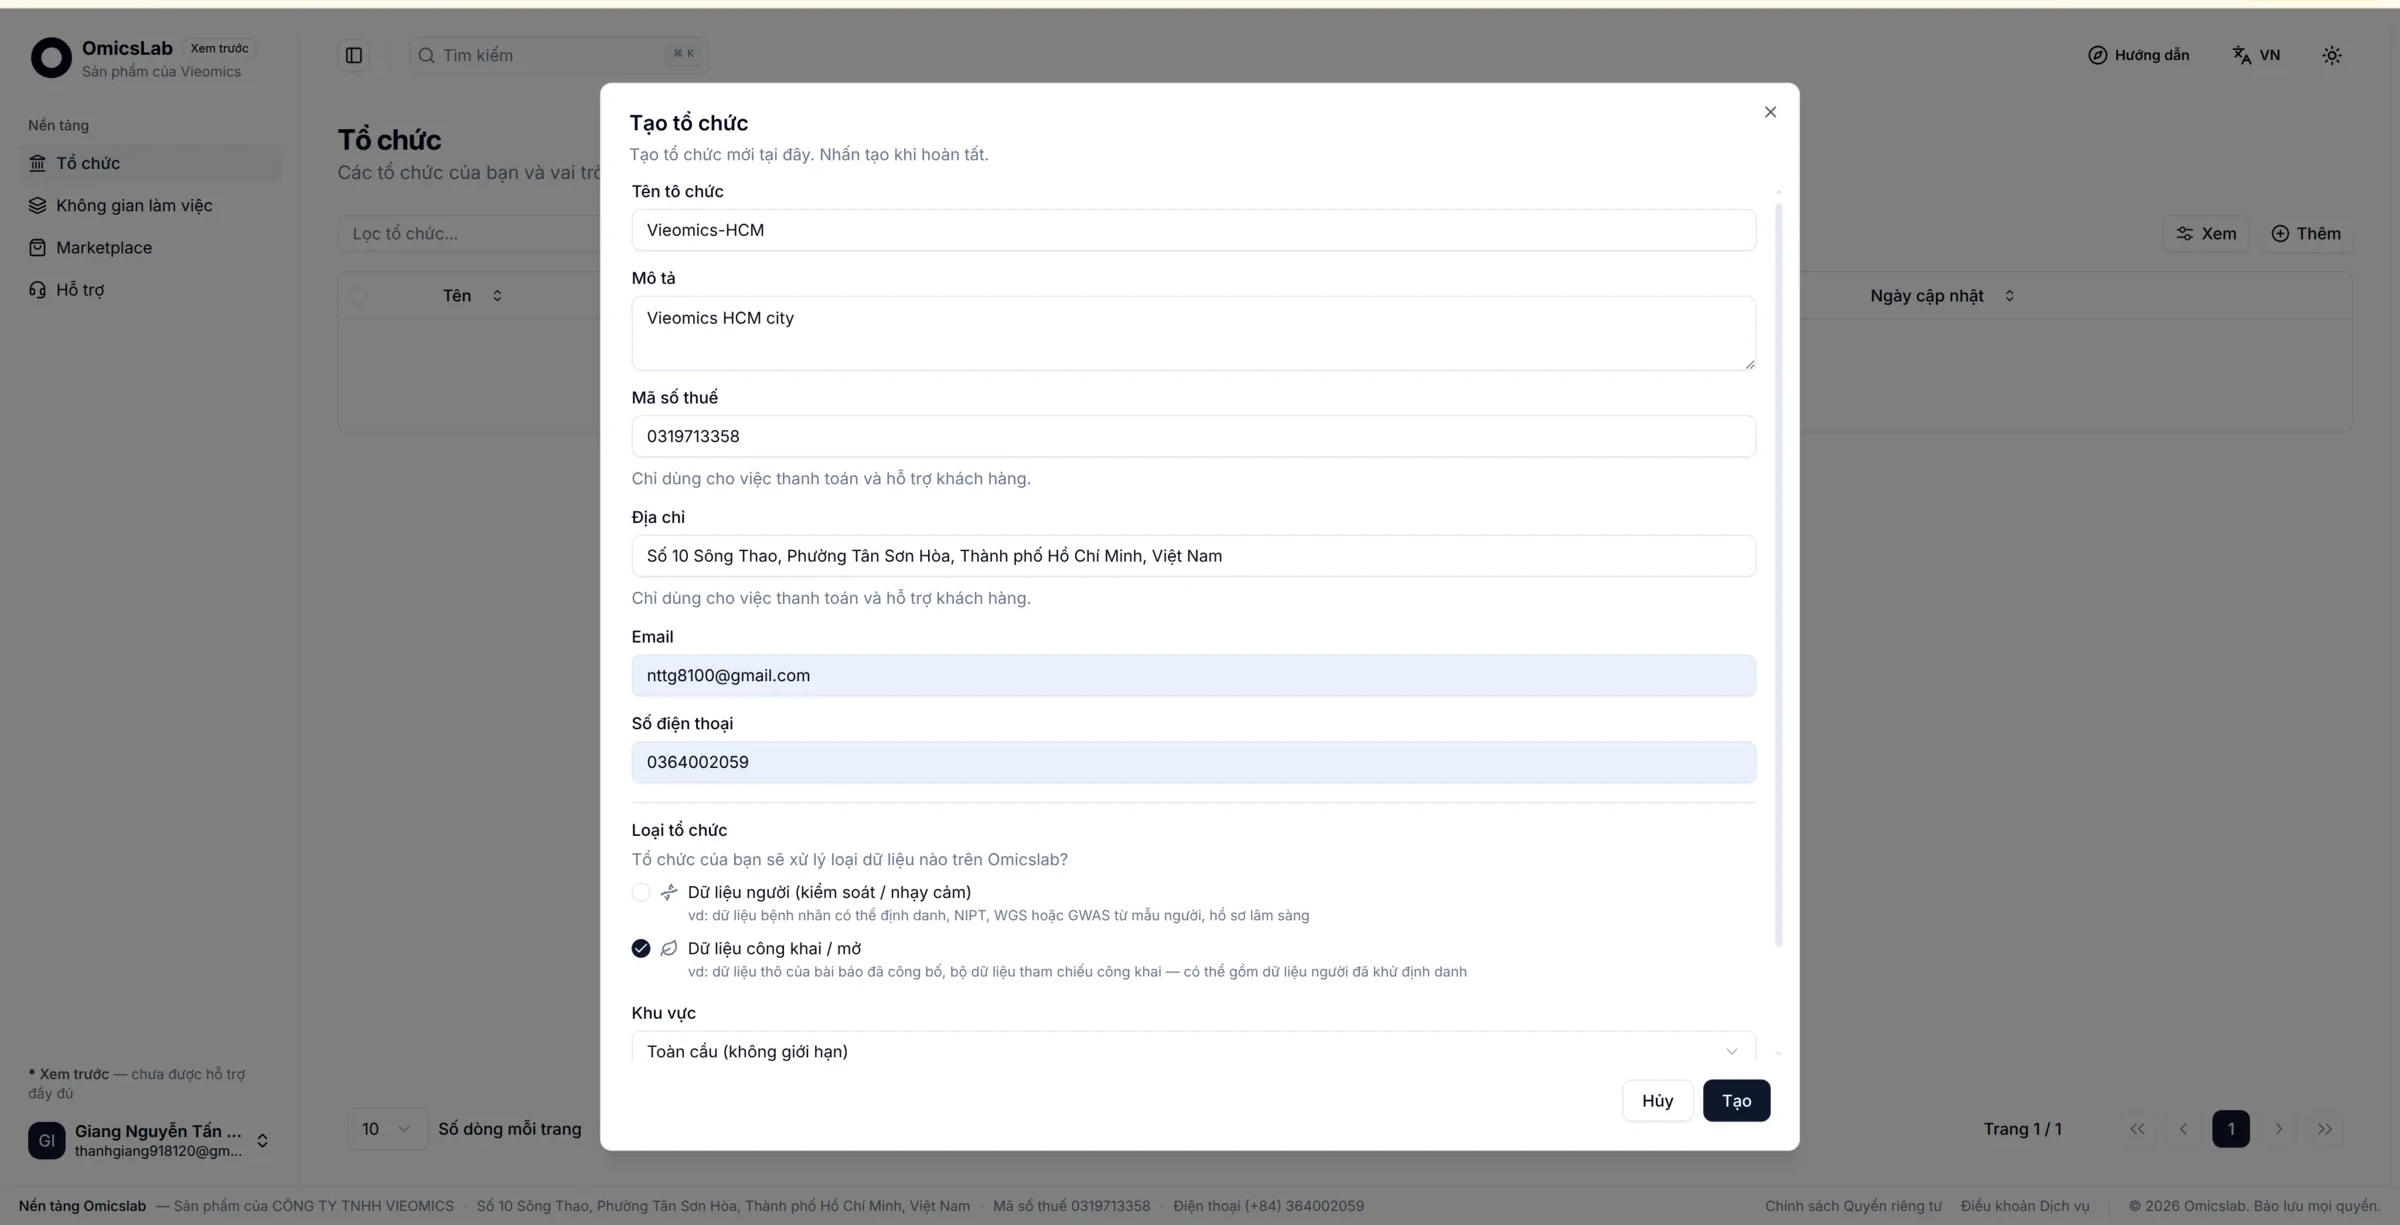 OmicsLab Xem trước
Sản phẩm của Vieomics
Tìm kiếm ⌘ K
Hướng dẫn
VN
Nền tảng
Tổ chức
Không gian làm việc
Marketplace
Hỗ trợ
Tổ chức
Các tổ chức của bạn và vai trò
Lọc tổ chức...
Xem
Thêm
Tên
Ngày cập nhật
Tạo tổ chức
Tạo tổ chức mới tại đây. Nhấn tạo khi hoàn tất.
Tên tô chức
Vieomics-HCM
Mô tả
Vieomics HCM city
Mã số thuế
0319713358
Chỉ dùng cho việc thanh toán và hỗ trợ khách hàng.
Địa chỉ
Số 10 Sông Thao, Phường Tân Sơn Hòa, Thành phố Hồ Chí Minh, Việt Nam
Chỉ dùng cho việc thanh toán và hỗ trợ khách hàng.
Email
nttg8100@gmail.com
Số điện thoại
0364002059
Loại tổ chức
Tổ chức của bạn sẽ xử lý loại dữ liệu nào trên Omicslab?
Dữ liệu người (kiểm soát / nhạy cảm)
vd: dữ liệu bệnh nhân có thể định danh, NIPT, WGS hoặc GWAS từ mẫu người, hồ sơ lâm sàng
Dữ liệu công khai / mở
vd: dữ liệu thô của bài báo đã công bố, bộ dữ liệu tham chiếu công khai — có thể gồm dữ liệu người đã khử định danh
Khu vực
Toàn cầu (không giới hạn)
Hủy
Tạo
* Xem trước — chưa được hỗ trợ
đầy đủ
GI
Giang Nguyễn Tấn ...
thanhgiang918120@gm...
10
Số dòng mỗi trang
Trang 1 / 1
1
Nền tảng Omicslab — Sản phẩm của CÔNG TY TNHH VIEOMICS · Số 10 Sông Thao, Phường Tân Sơn Hòa, Thành phố Hồ Chí Minh, Việt Nam · Mã số thuế 0319713358 · Điện thoại (+84) 364002059
Chính sách Quyền riêng tư
Điều khoản Dịch vụ
© 2026 Omicslab. Bảo lưu mọi quyền.